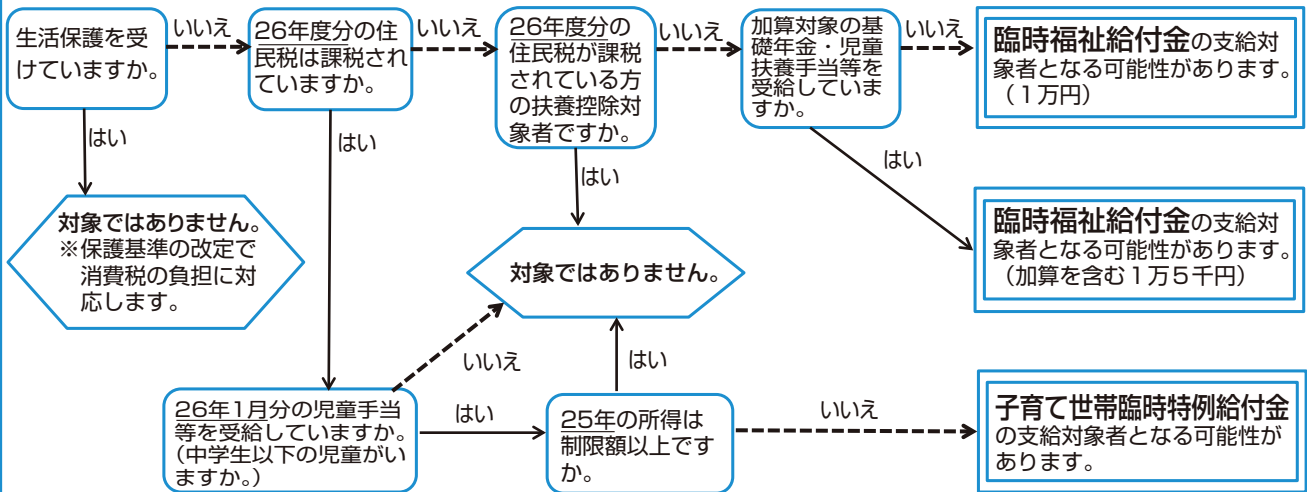 生活保護を受
けていますか。
いいえ
26年度分の住
民税は課税され
ていますか。
いいえ
26年度分の
住民税が課税
されている方
の扶養控除対
象者ですか。
いいえ
加算対象の基
礎年金・児童
扶養手当等を
受給していま
すか。
いいえ
臨時福祉給付金の支給対
象者となる可能性があります。
（１万円）
はい
はい
はい
はい
対象ではありません。
※保護基準の改定で
消費税の負担に対
応します。
対象ではありません。
臨時福祉給付金の支給対
象者となる可能性があります。
（加算を含む１万５千円）
いいえ
はい
26年1月分の児童手当
等を受給していますか。
（中学生以下の児童がい
ますか。）
はい
25年の所得は
制限額以上です
か。
いいえ
子育て世帯臨時特例給付金
の支給対象者となる可能性が
あります。